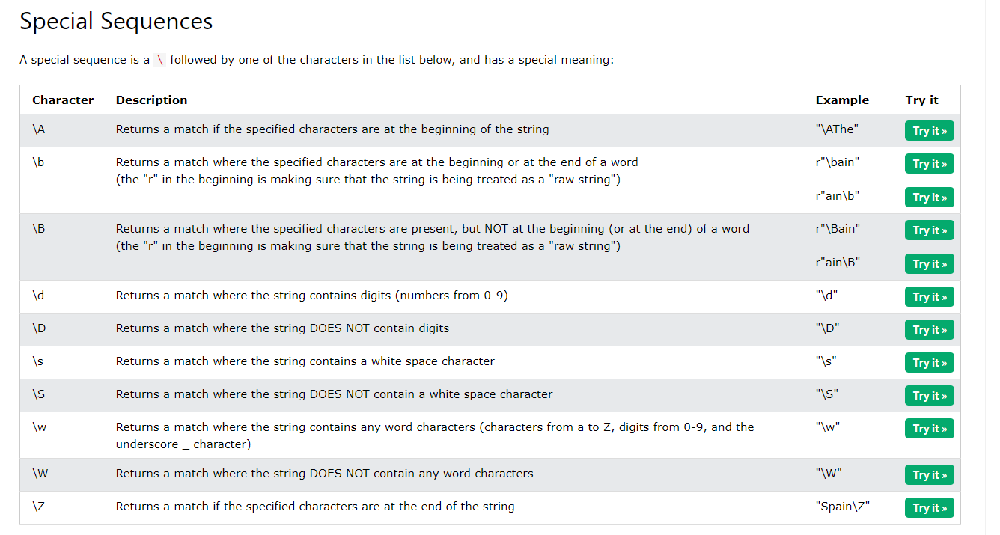 Special Sequences
A special sequence is a \ followed by one of the characters in the list below, and has a special meaning:
Character Description Example Try it
\A Returns a match if the specified characters are at the beginning of the string "\AThe" Try it »
\b Returns a match where the specified characters are at the beginning or at the end of a word r"\bain" Try it »
(the "r" in the beginning is making sure that the string is being treated as a "raw string")
r"ain\b" Try it »
\B Returns a match where the specified characters are present, but NOT at the beginning (or at the end) of a word r"\Bain" Try it »
(the "r" in the beginning is making sure that the string is being treated as a "raw string")
r"ain\B" Try it »
\d Returns a match where the string contains digits (numbers from 0-9) "\d" Try it »
\D Returns a match where the string DOES NOT contain digits "\D" Try it »
\s Returns a match where the string contains a white space character "\s" Try it »
\S Returns a match where the string DOES NOT contain a white space character "\S" Try it »
\w Returns a match where the string contains any word characters (characters from a to Z, digits from 0-9, and the "\w" Try it »
underscore _ character)
\W Returns a match where the string DOES NOT contain any word characters "\W" Try it »
\Z Returns a match if the specified characters are at the end of the string "Spain\Z" Try it »